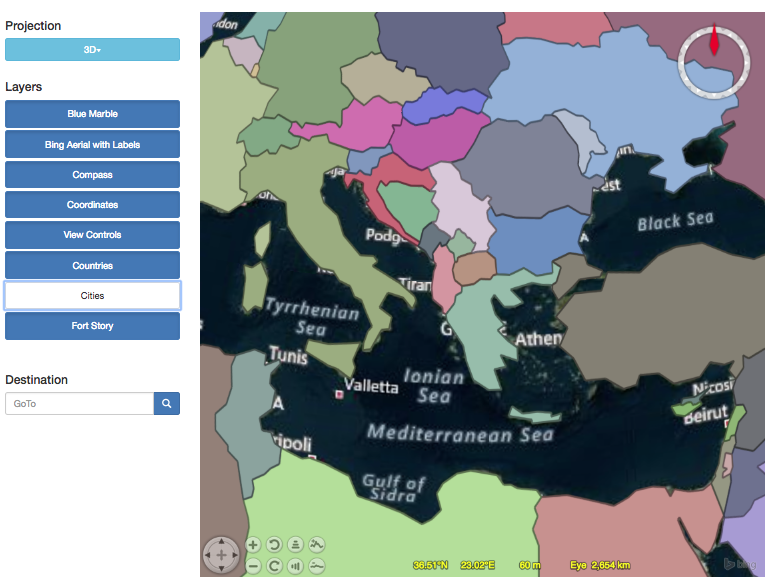 Projection
3D
Layers
Blue Marble
Bing Aerial with Labels
Compass
Coordinates
View Controls
Countries
Cities
Fort Story
Destination
GoTo
don
Black Sea
est
A
Podg
Tiran
Tyrrhenian
Sea
G
Athen
Tunis
Valletta
Ionian
Sea
Nicosi
Beirut
A
ripoli
Mediterranean Sea
Gulf of
Sidra
36.51°N 23.02°E 60 m Eye 2,654 km
bing